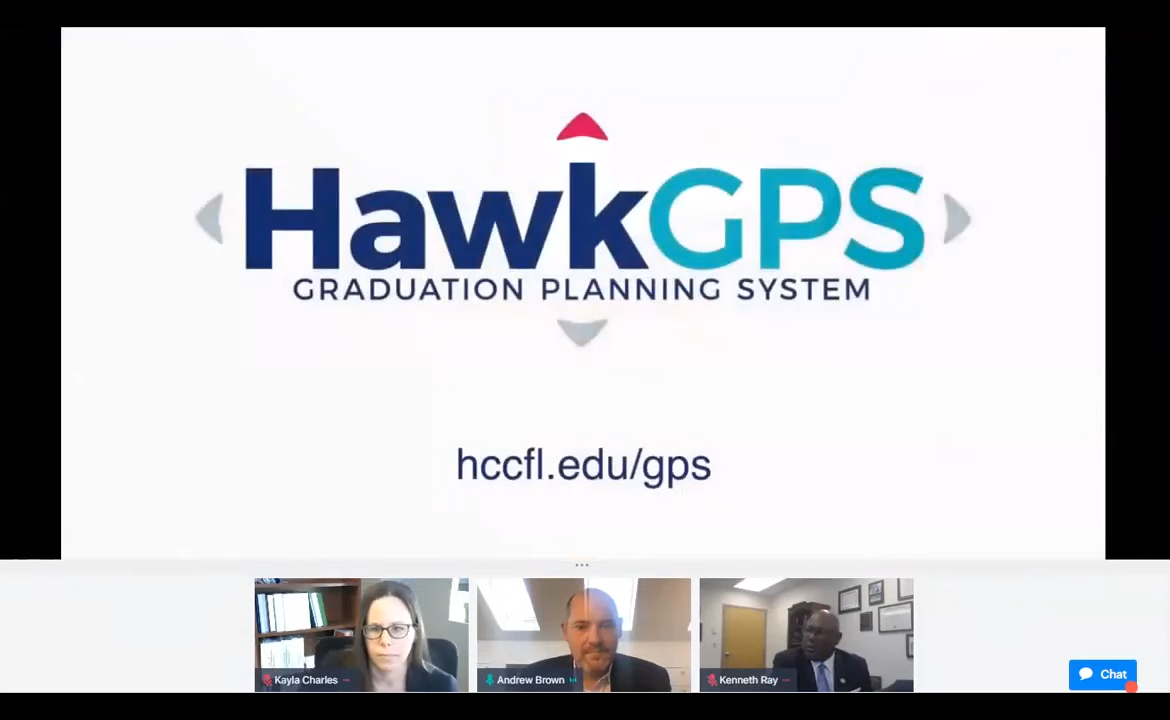 HawkGPS
GRADUATION PLANNING SYSTEM
hccfl.edu/gps
Kayla Charles
Andrew Brown
Kenneth Ray
Chat